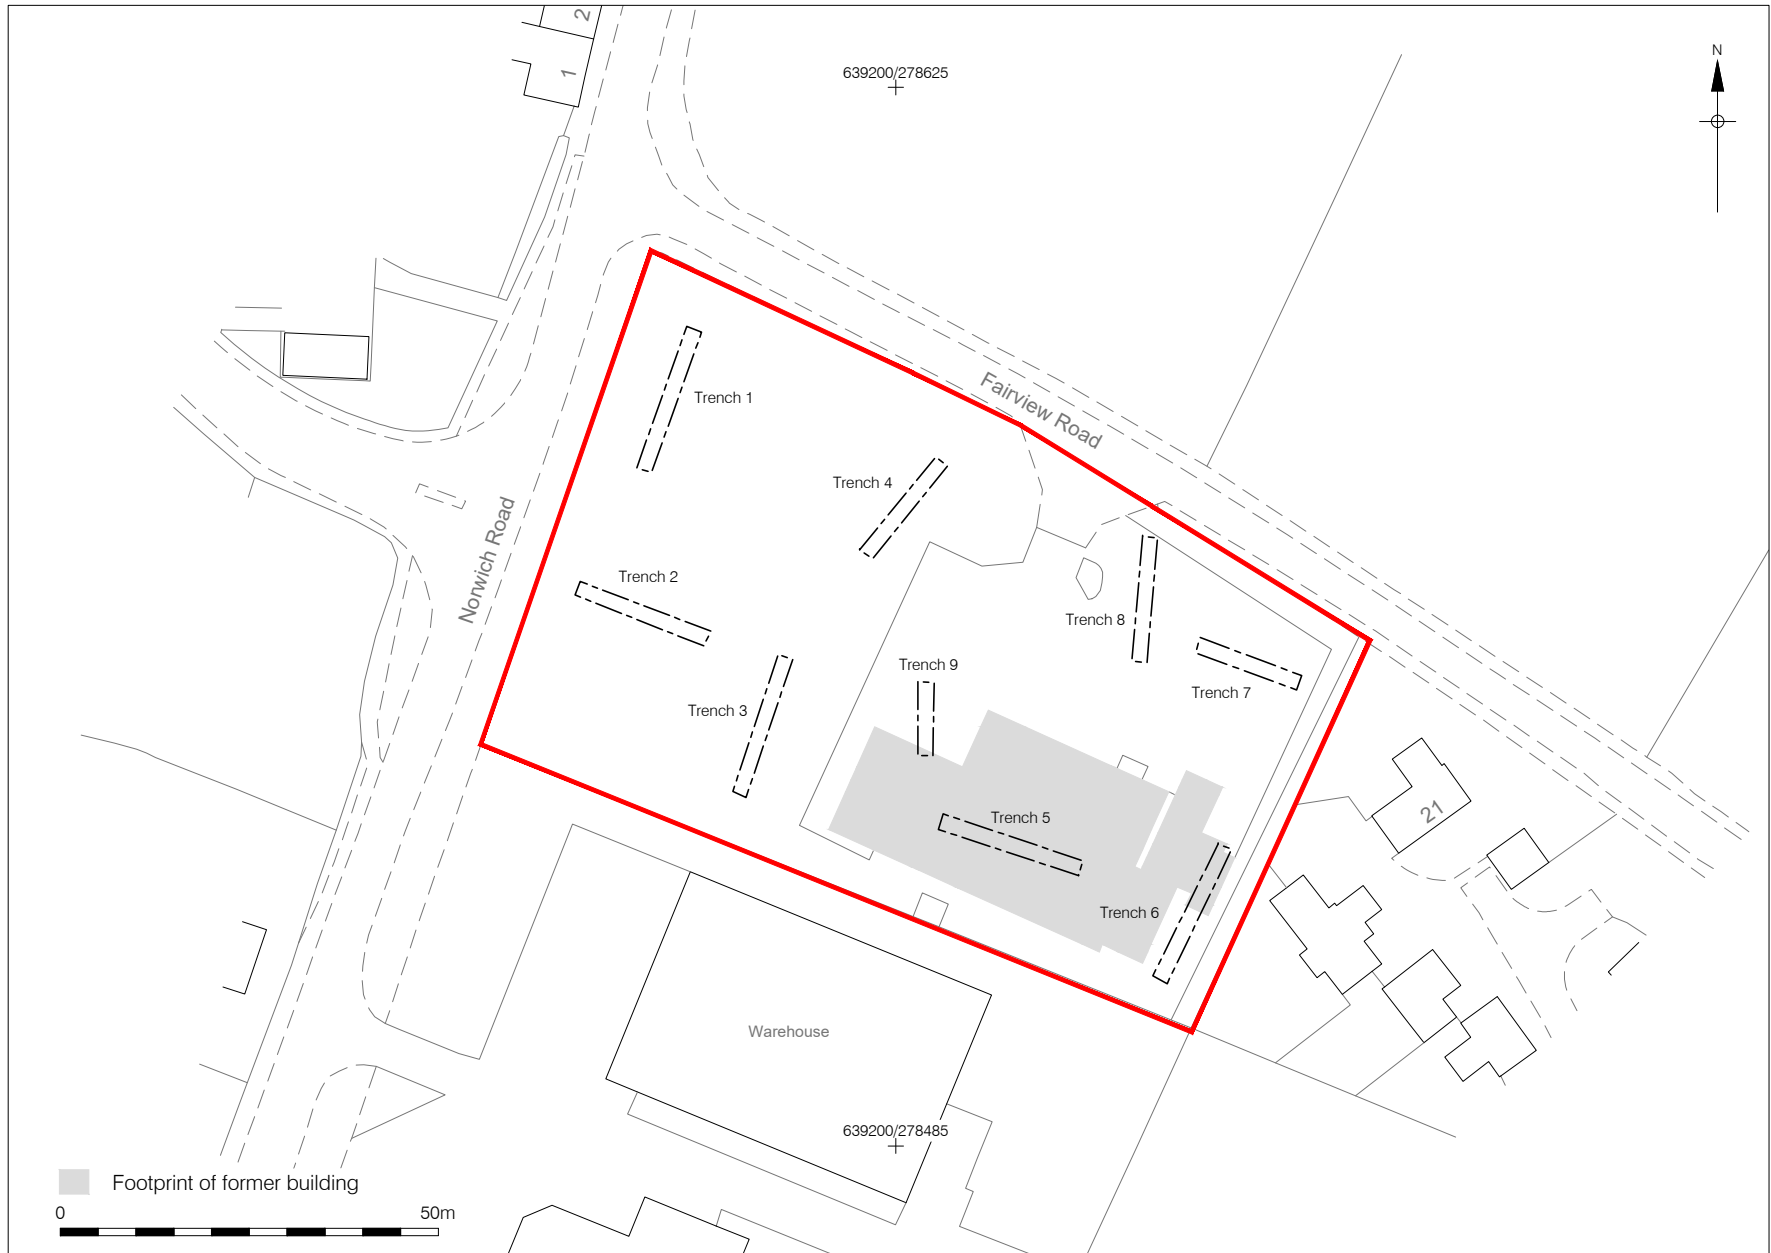 2
1
639200/278625
N
Fairview Road
Trench 1
Trench 4
Norwich Road
Trench 2
Trench 8
Trench 9
Trench 7
Trench 3
Trench 5
21
Trench 6
Warehouse
639200/278485
Footprint of former building
0 50m